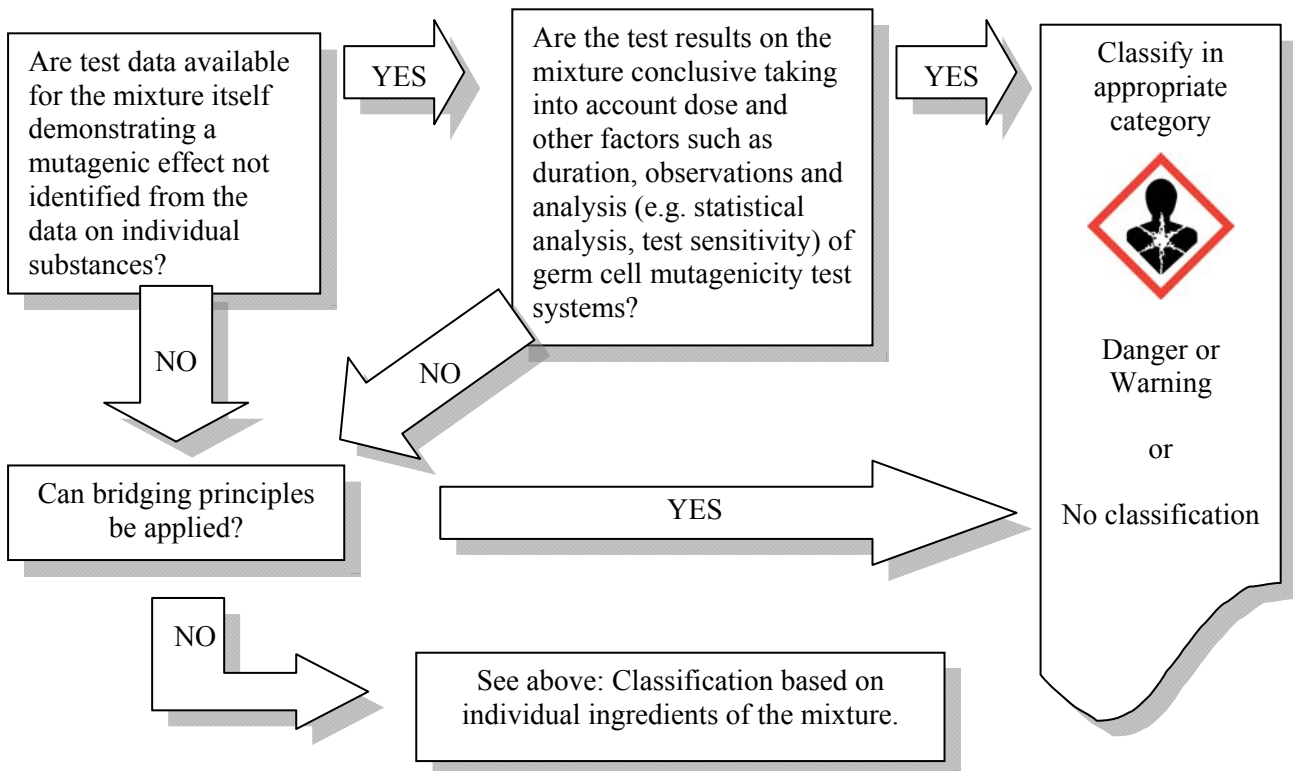 Are test data available
for the mixture itself
demonstrating a
mutagenic effect not
identified from the
data on individual
substances?
YES
Are the test results on the
mixture conclusive taking
into account dose and
other factors such as
duration, observations and
analysis (e.g. statistical
analysis, test sensitivity) of
germ cell mutagenicity test
systems?
YES
Classify in
appropriate
category
Danger or
Warning
or
No classification
NO
NO
Can bridging principles
be applied?
YES
NO
See above: Classification based on
individual ingredients of the mixture.